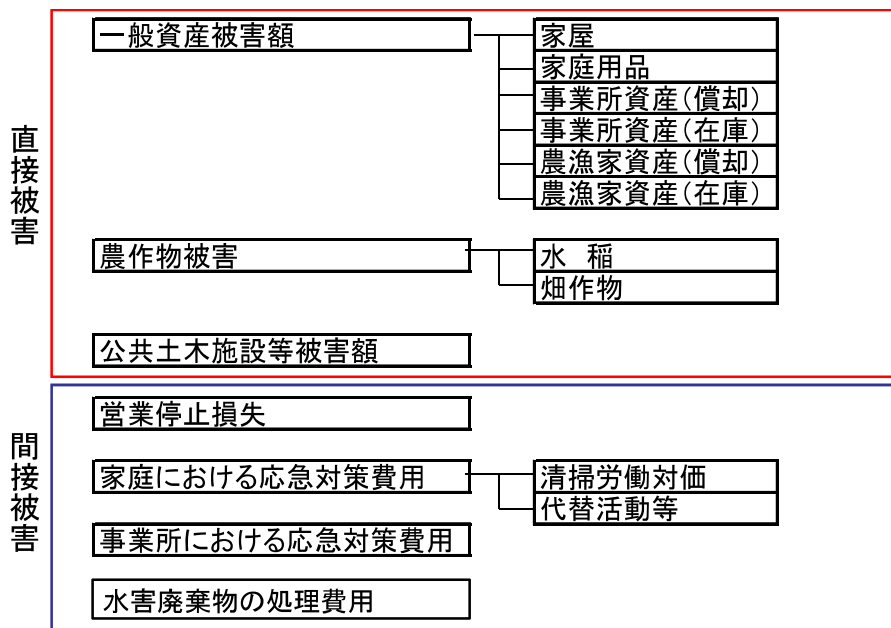 直接被害
一般資産被害額
家屋
家庭用品
事業所資産(償却)
事業所資産(在庫)
農漁家資産(償却)
農漁家資産(在庫)
農作物被害
水　稲
畑作物
公共土木施設等被害額
間接被害
営業停止損失
家庭における応急対策費用
清掃労働対価
代替活動等
事業所における応急対策費用
水害廃棄物の処理費用